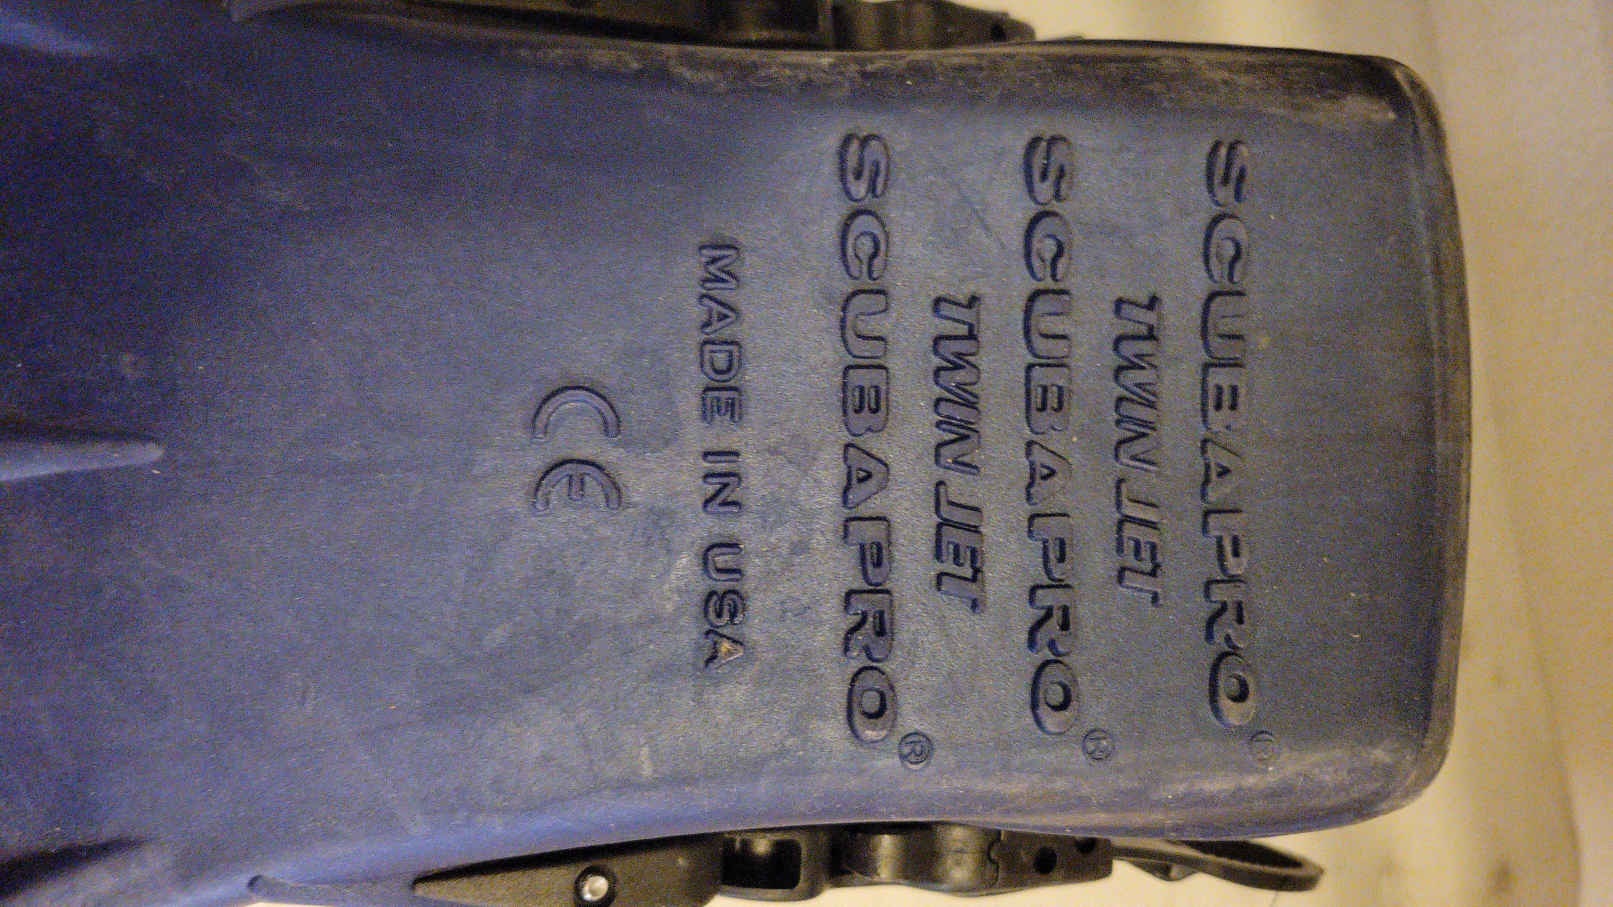 SCUBAPRO®
TWIN JET
SCUBAPRO®
TWIN JET
SCUBAPRO®
MADE IN USA
CE